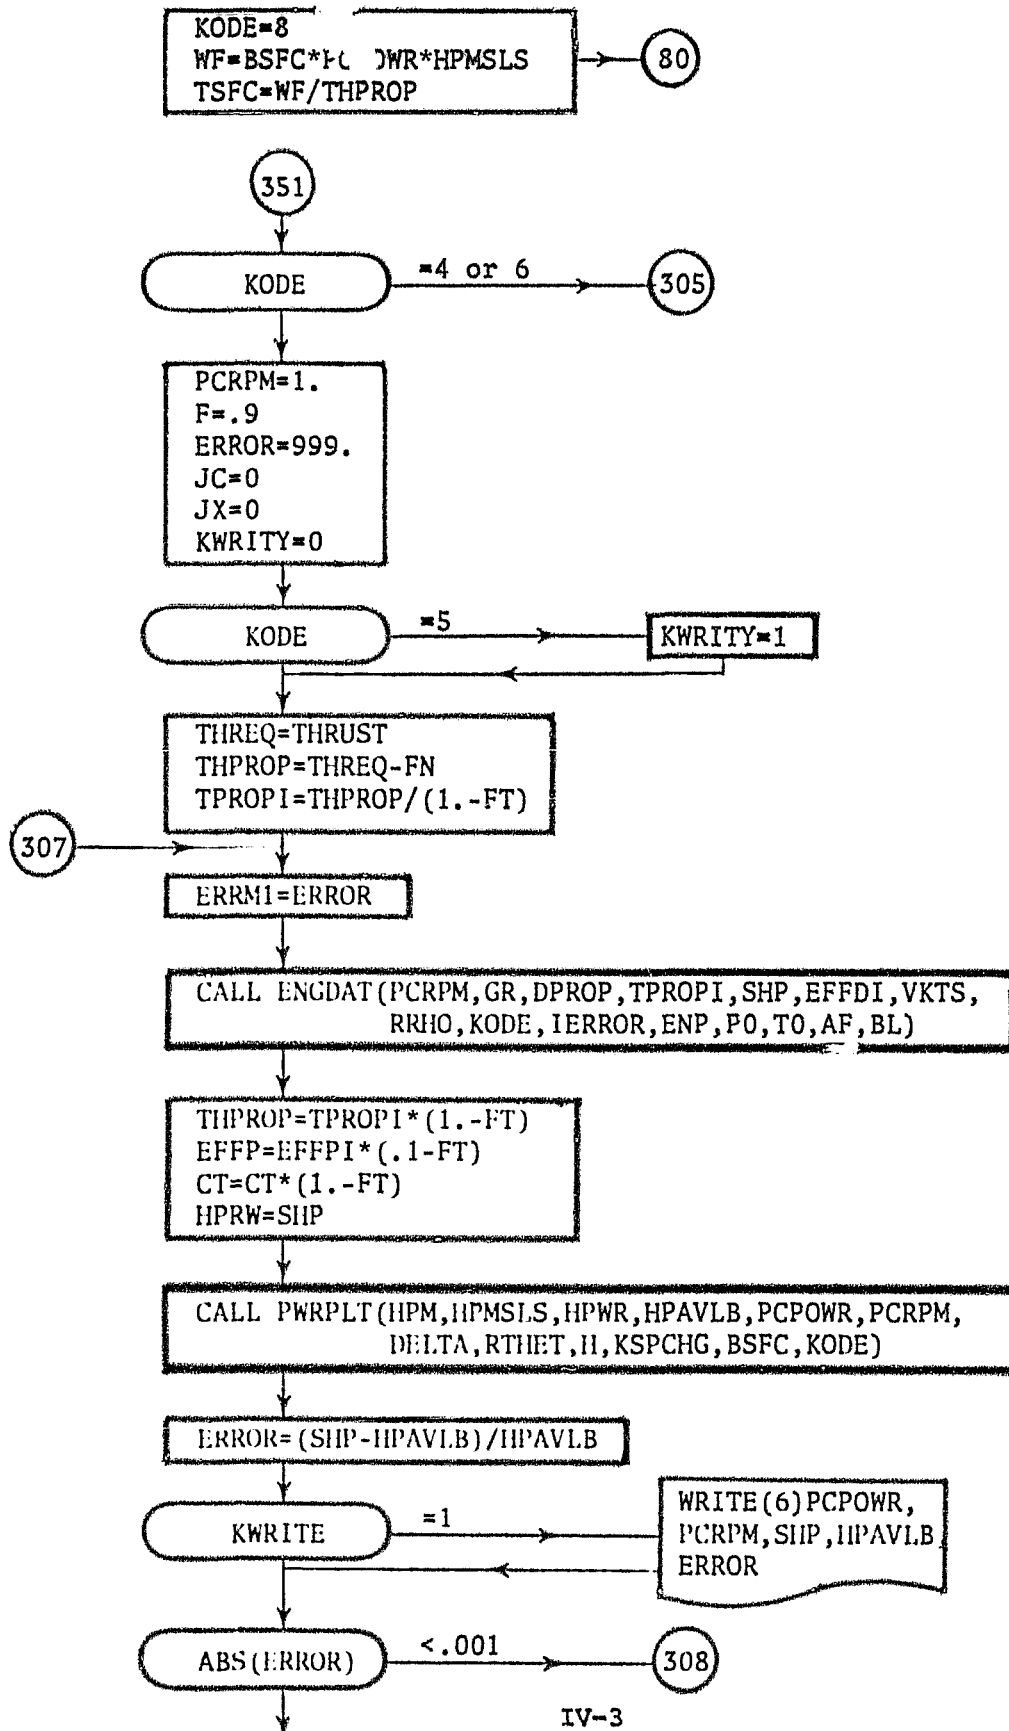 KODE=8
WF=BSFC* *HPMSLS
80
TSFC=WF/THPROP
351
KODE
=4 or 6
305
PCRPM=1.
F=.9
ERROR=999.
JC=0
JX=0
KWRITY=0
KODE
=5
KWRITY=1
THREQ=THRUST
THPROP=THREQ-FN
TPROPI=THPROP/(1.-FT)
307
ERRM1=ERROR
CALL ENGDAT(PCRPM,GR,DPROP,TPROPI,SHP,EFFDI,VKTS,
RRHO,KODE,IERROR,ENP,PO,TO,AF,BL)
THPROP=TPROPI*(1.-FT)
EFFP=EFFPI*(.1-FT)
CT=CT*(1.-FT)
HPRW=SHP
CALL PWRPLT(HPM,HPMSLS,HPWR,HPAVLB,PCPOWR,PCRPM,
DELTA,RTHET,H,KSPCHG,BSFC,KODE)
ERROR=(SHP-HPAVLB)/HPAVLB
KWRITE
=1
WRITE(6)PCPOWR,
PCRPM,SHP,HPAVLB
ERROR
ABS(ERROR)
<.001
308
IV-3